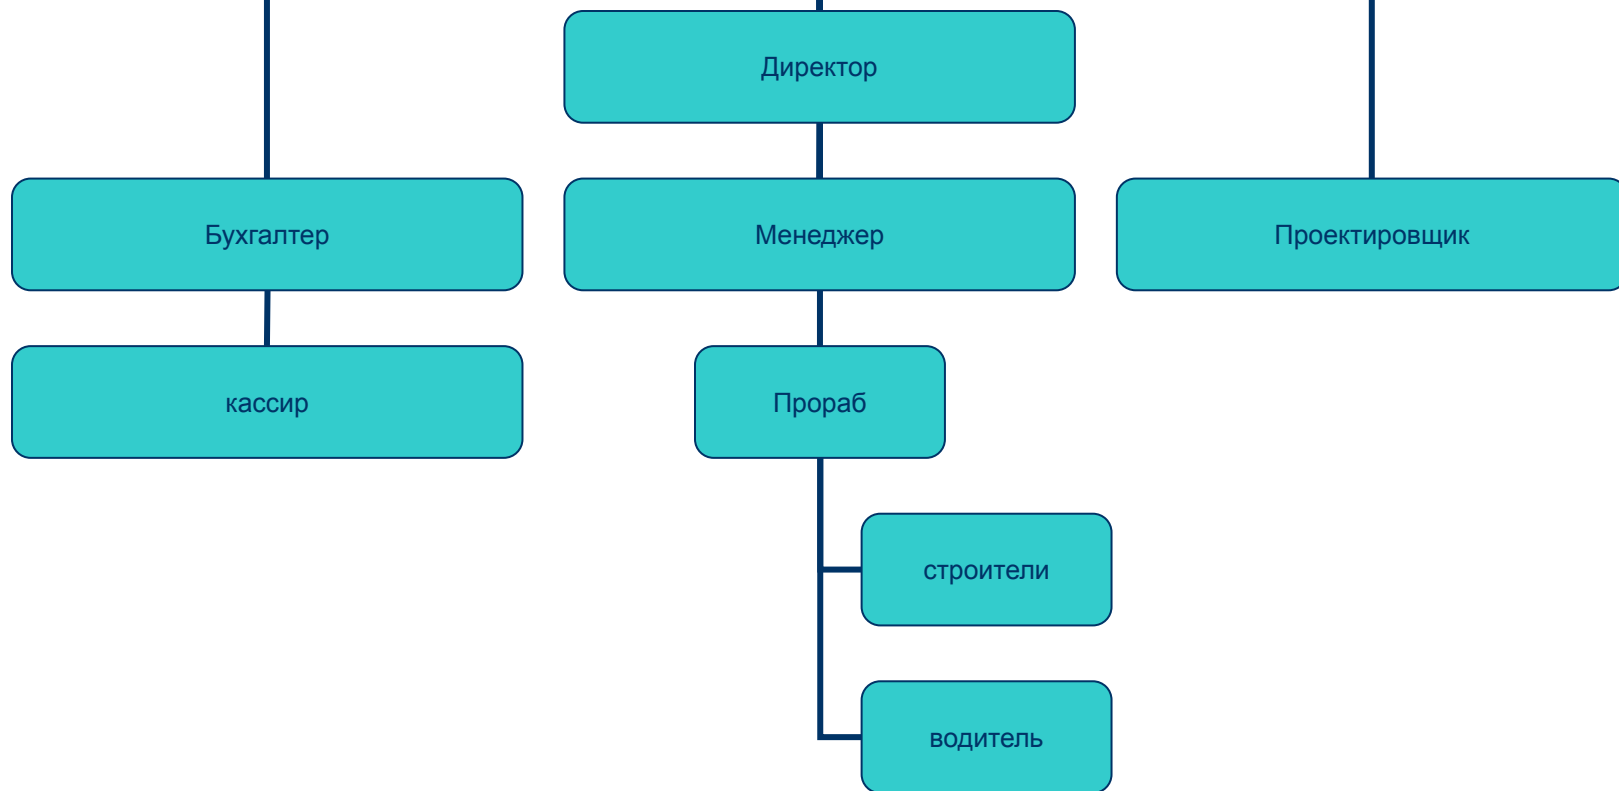 Директор
Бухгалтер
Менеджер
Проектировщик
кассир
Прораб
строители
водитель